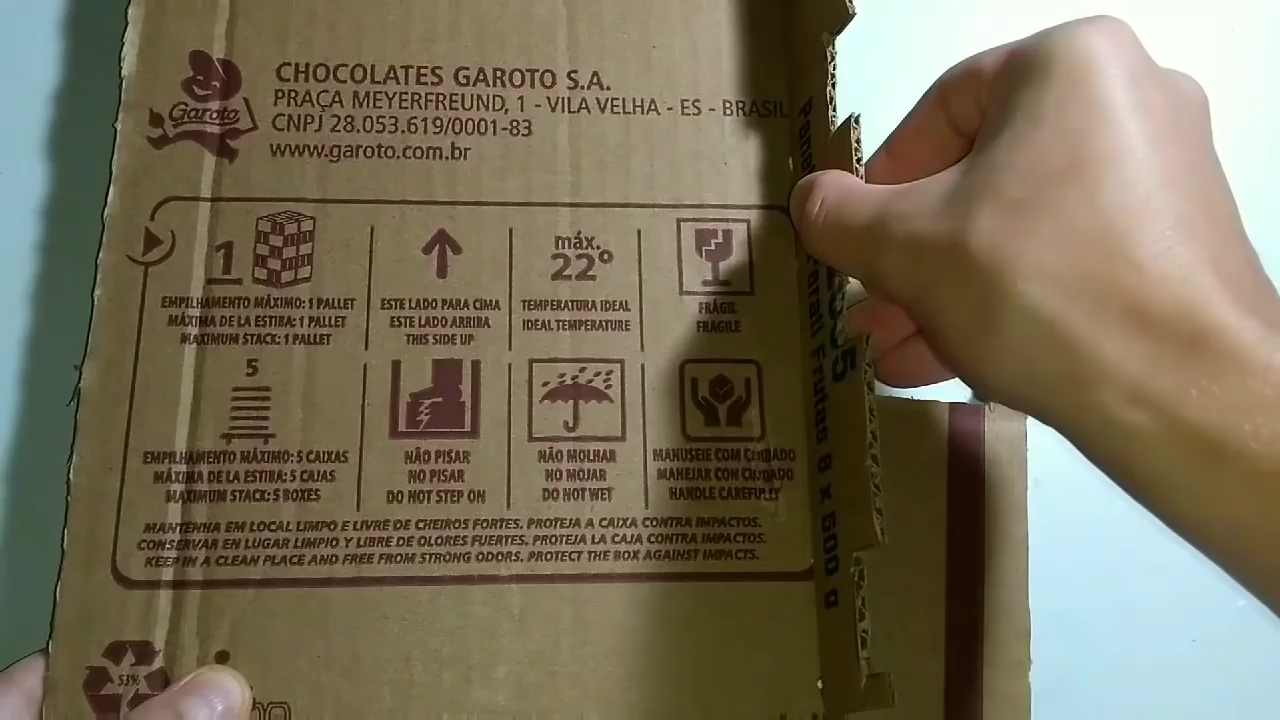 Garoto
CHOCOLATES GAROTO S.A.
PRAÇA MEYERFREUND, 1 - VILA VELHA - ES - BRASIL
CNPJ 28.053.619/0001-83
www.garoto.com.br
1
EMPILHAMENTO MÁXIMO: 1 PALLET
MÁXIMA DE LA ESTIBA: 1 PALLET
MAXIMUM STACK: 1 PALLET
ESTE LADO PARA CIMA
ESTE LADO ARRIBA
THIS SIDE UP
máx.
22°
TEMPERATURA IDEAL
IDEAL TEMPERATURE
FRÁGIL
FRAGILE
5
EMPILHAMENTO MÁXIMO: 5 CAIXAS
MÁXIMA DE LA ESTIBA: 5 CAJAS
MAXIMUM STACK: 5 BOXES
NÃO PISAR
NO PISAR
DO NOT STEP ON
NÃO MOLHAR
NO MOJAR
DO NOT WET
MANUSEIE COM CUIDADO
MANEJAR CON CUIDADO
HANDLE CAREFULLY
MANTENHA EM LOCAL LIMPO E LIVRE DE CHEIROS FORTES. PROTEJA A CAIXA CONTRA IMPACTOS.
CONSERVAR EN LUGAR LIMPIO Y LIBRE DE OLORES FUERTES. PROTEJA LA CAJA CONTRA IMPACTOS.
KEEP IN A CLEAN PLACE AND FREE FROM STRONG ODORS. PROTECT THE BOX AGAINST IMPACTS.
53%
Frutas 8 x 500 g